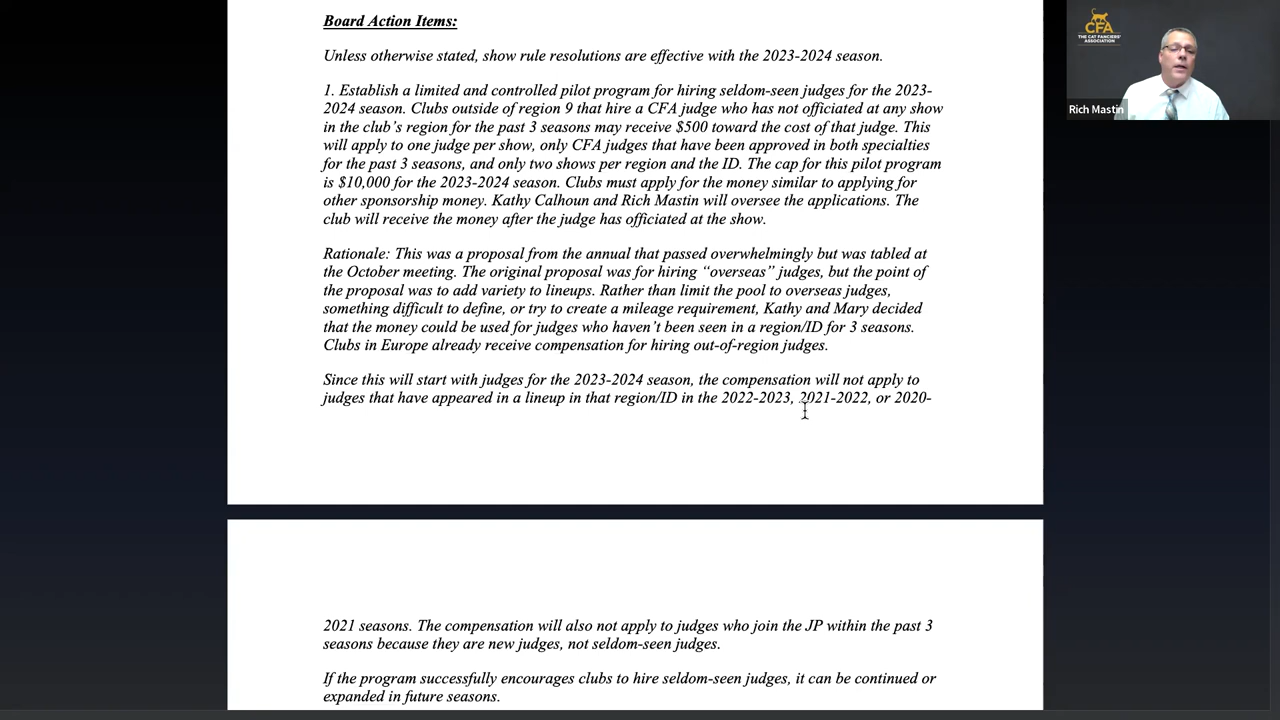 Board Action Items:
Unless otherwise stated, show rule resolutions are effective with the 2023-2024 season.
1. Establish a limited and controlled pilot program for hiring seldom-seen judges for the 2023-
2024 season. Clubs outside of region 9 that hire a CFA judge who has not officiated at any show
in the club's region for the past 3 seasons may receive $500 toward the cost of that judge. This
will apply to one judge per show, only CFA judges that have been approved in both specialties
for the past 3 seasons, and only two shows per region and the ID. The cap for this pilot program
is $10,000 for the 2023-2024 season. Clubs must apply for the money similar to applying for
other sponsorship money. Kathy Calhoun and Rich Mastin will oversee the applications. The
club will receive the money after the judge has officiated at the show.
Rationale: This was a proposal from the annual that passed overwhelmingly but was tabled at
the October meeting. The original proposal was for hiring “overseas” judges, but the point of
the proposal was to add variety to lineups. Rather than limit the pool to overseas judges,
something difficult to define, or try to create a mileage requirement, Kathy and Mary decided
that the money could be used for judges who haven't been seen in a region/ID for 3 seasons.
Clubs in Europe already receive compensation for hiring out-of-region judges.
Since this will start with judges for the 2023-2024 season, the compensation will not apply to
judges that have appeared in a lineup in that region/ID in the 2022-2023, 2021-2022, or 2020-
2021 seasons. The compensation will also not apply to judges who join the JP within the past 3
seasons because they are new judges, not seldom-seen judges.
If the program successfully encourages clubs to hire seldom-seen judges, it can be continued or
expanded in future seasons.
CFA
THE CAT FANCIERS'
ASSOCIATION
Rich Mastin